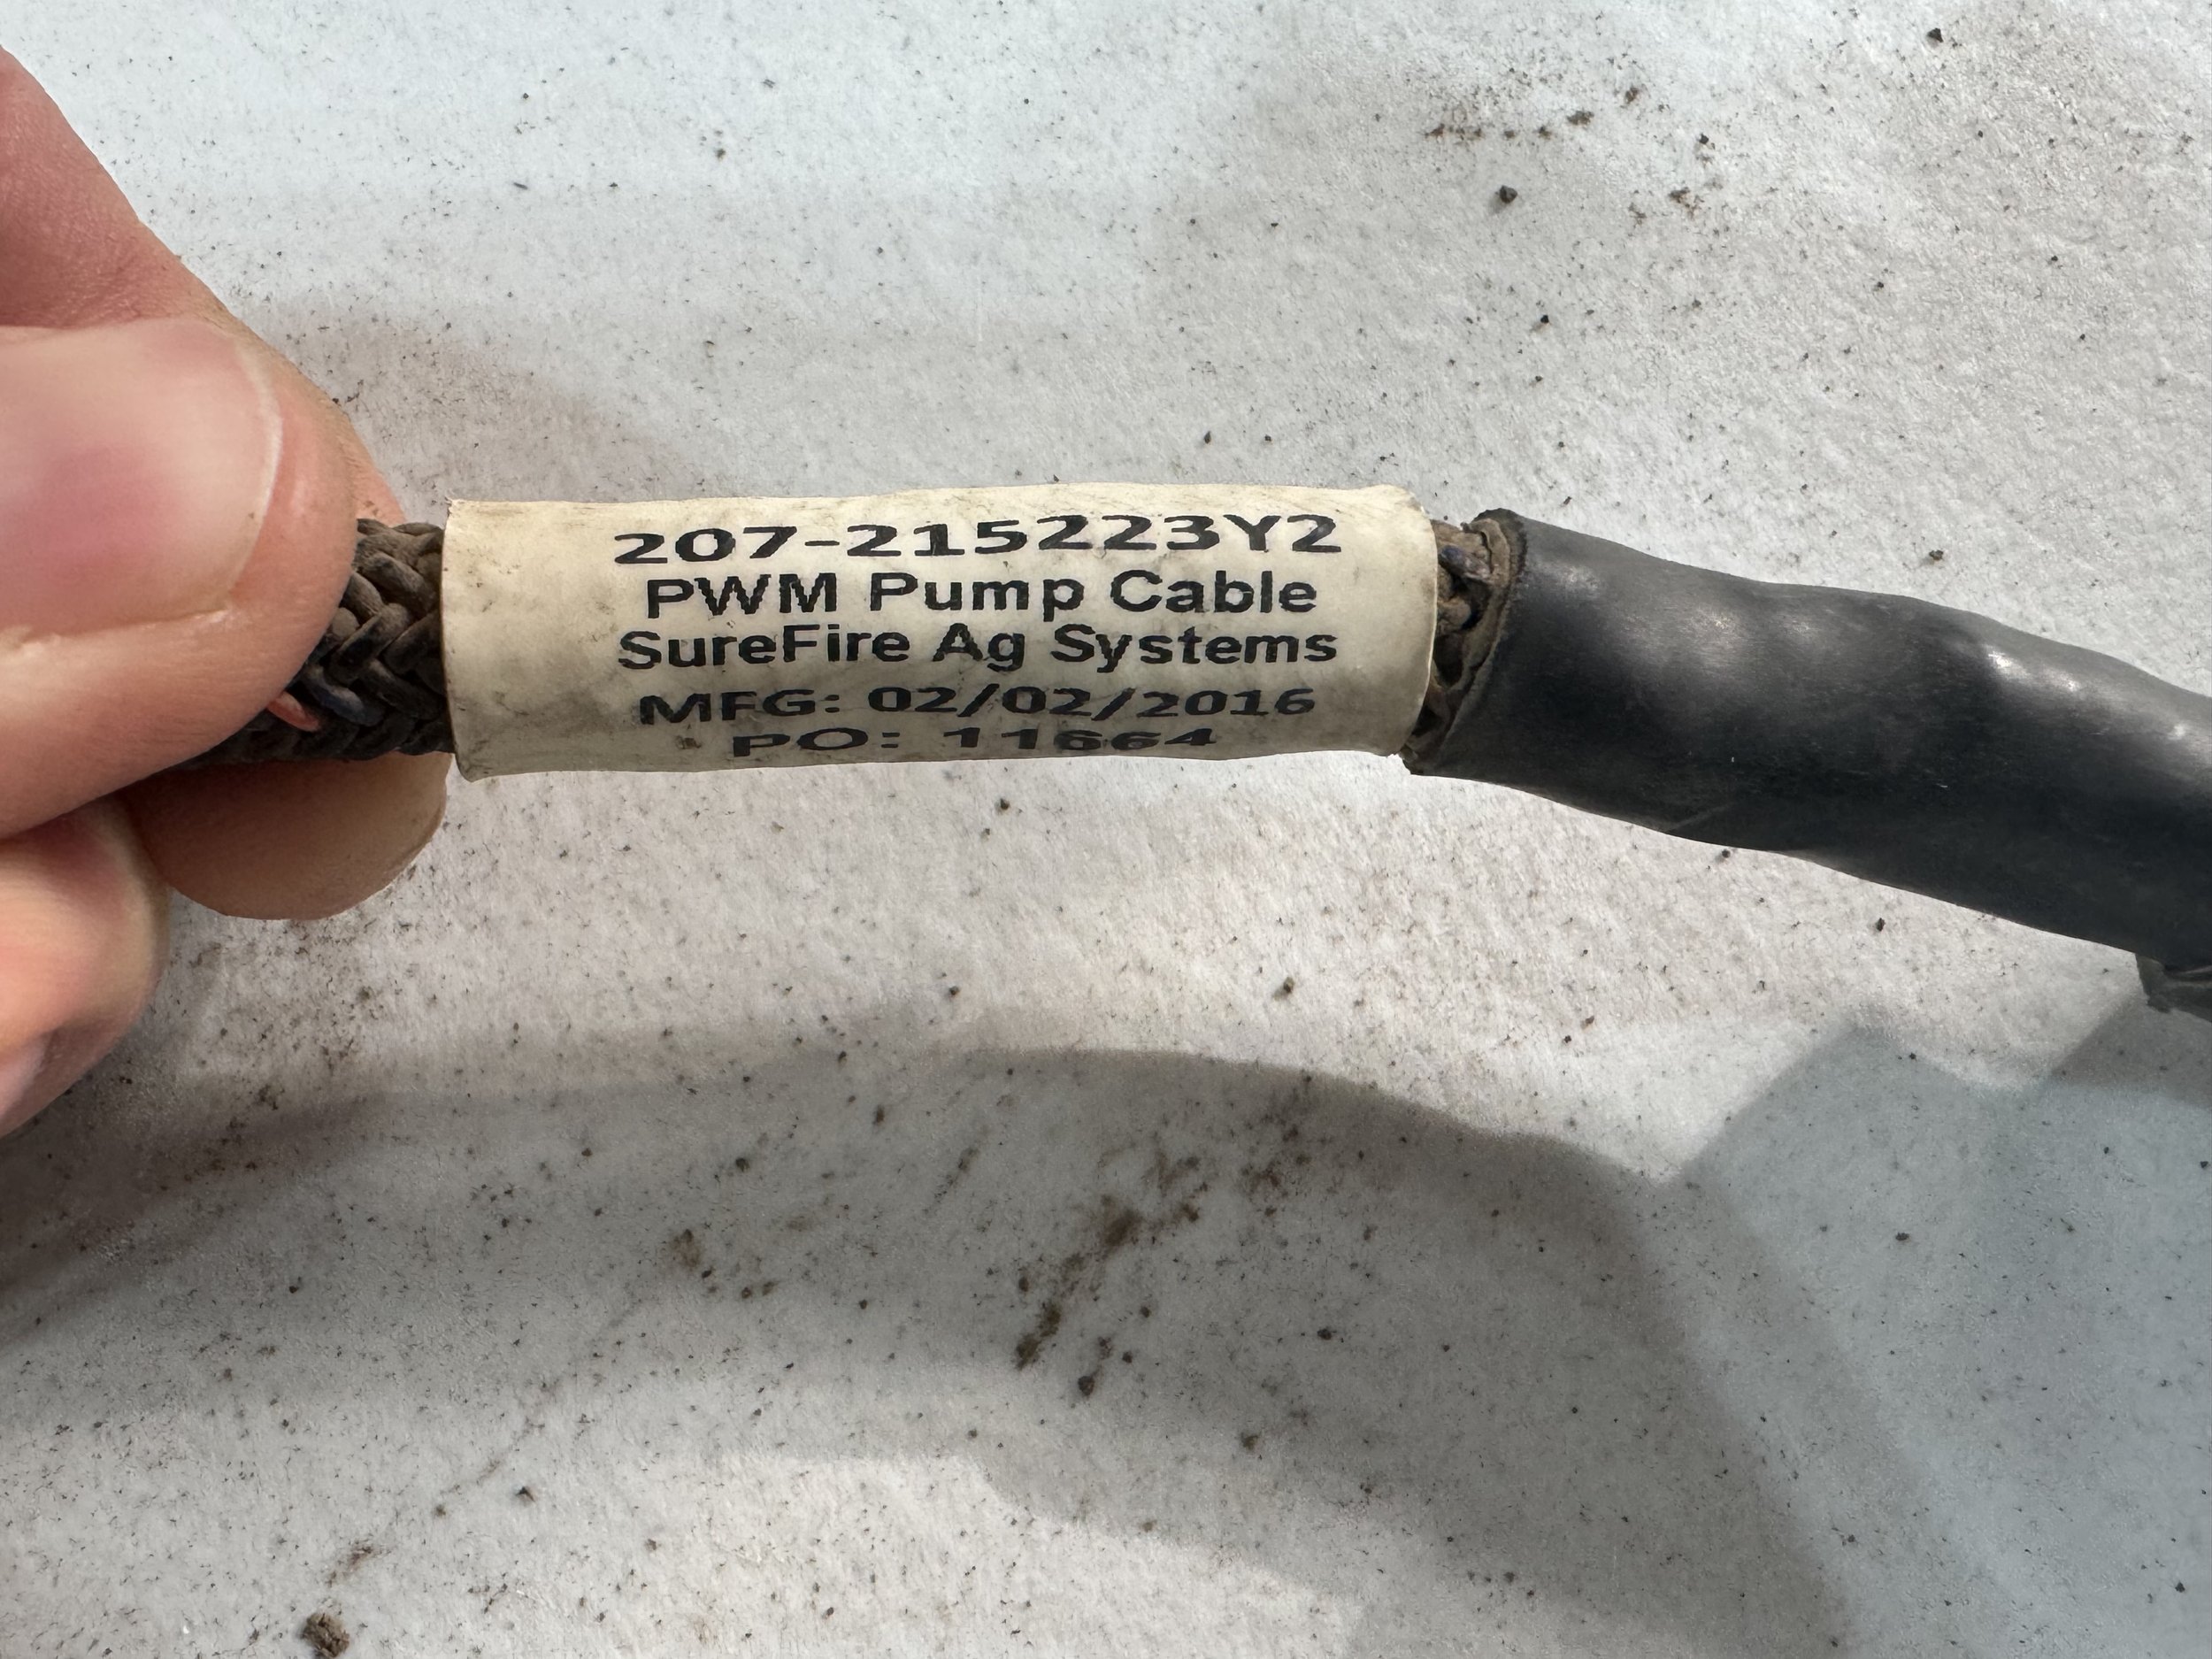 207-215223Y2
PWM Pump Cable
SureFire Ag Systems
MFG: 02/02/2016
PO: 11664